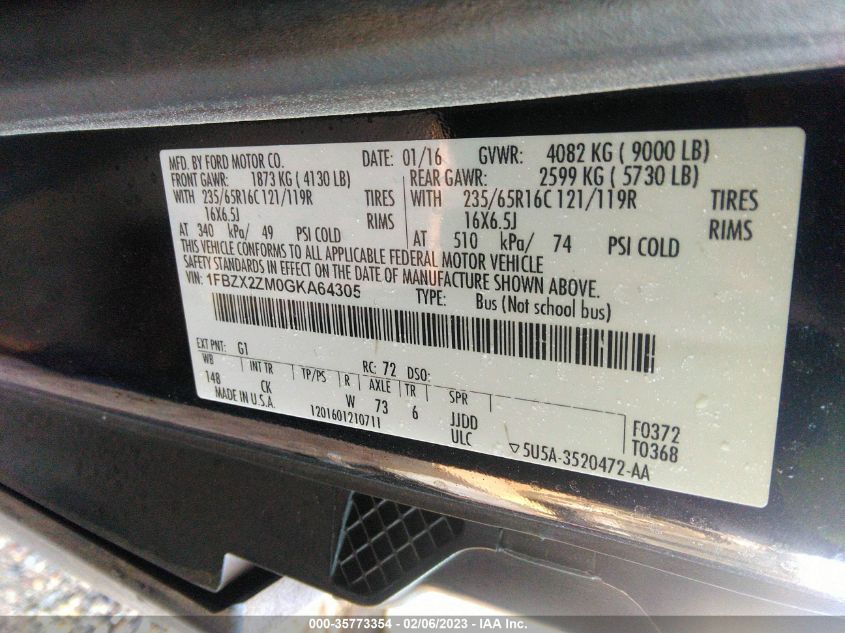 MFD. BY FORD MOTOR CO. DATE: 01/16 GVWR: 4082 KG ( 9000 LB)
FRONT GAWR: 1873 KG ( 4130 LB) REAR GAWR: 2599 KG ( 5730 LB)
WITH 235/65R16C 121/119R TIRES WITH 235/65R16C 121/119R TIRES
16X6.5J RIMS 16X6.5J RIMS
AT 340 kPa/ 49 PSI COLD AT 510 kPa/ 74 PSI COLD
THIS VEHICLE CONFORMS TO ALL APPLICABLE FEDERAL MOTOR VEHICLE
SAFETY STANDARDS IN EFFECT ON THE DATE OF MANUFACTURE SHOWN ABOVE.
VIN: 1FBZX2ZM0GKA64305 TYPE: Bus (Not school bus)
EXT PNT: G1 RC: 72 DSO:
WB INT TR TP/PS R AXLE TR SPR
148 CK W 73 6 JJDD F0372
MADE IN U.S.A. 1201601210711 ULC ▽5U5A-3520472-AA T0368
000-35773354 - 02/06/2023 - IAA Inc.